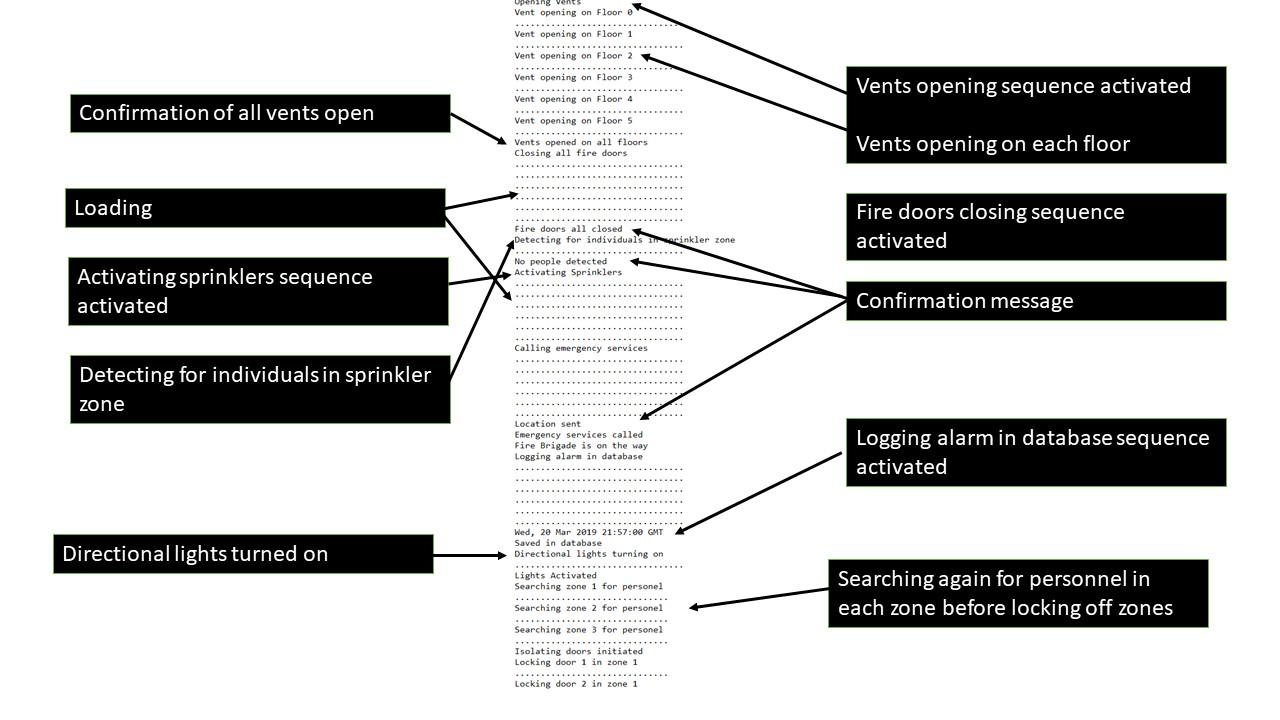 Opening Vents
Vent opening on Floor 0
Vent opening on Floor 1
Vent opening on Floor 2
Vent opening on Floor 3
Vent opening on Floor 4
Vent opening on Floor 5
Vents opened on all floors
Closing all fire doors
Fire doors all closed
Detecting for individuals in sprinkler zone
No people detected
Activating Sprinklers
Calling emergency services
Location sent
Emergency services called
Fire Brigade is on the way
Logging alarm in database
Wed, 20 Mar 2019 21:57:00 GMT
Saved in database
Directional lights turning on
Lights Activated
Searching zone 1 for personel
Searching zone 2 for personel
Searching zone 3 for personel
Isolating doors initiated
Locking door 1 in zone 1
Locking door 2 in zone 1
Confirmation of all vents open
Loading
Activating sprinklers sequence
activated
Detecting for individuals in sprinkler
zone
Directional lights turned on
Vents opening sequence activated
Vents opening on each floor
Fire doors closing sequence
activated
Confirmation message
Logging alarm in database sequence
activated
Searching again for personnel in
each zone before locking off zones